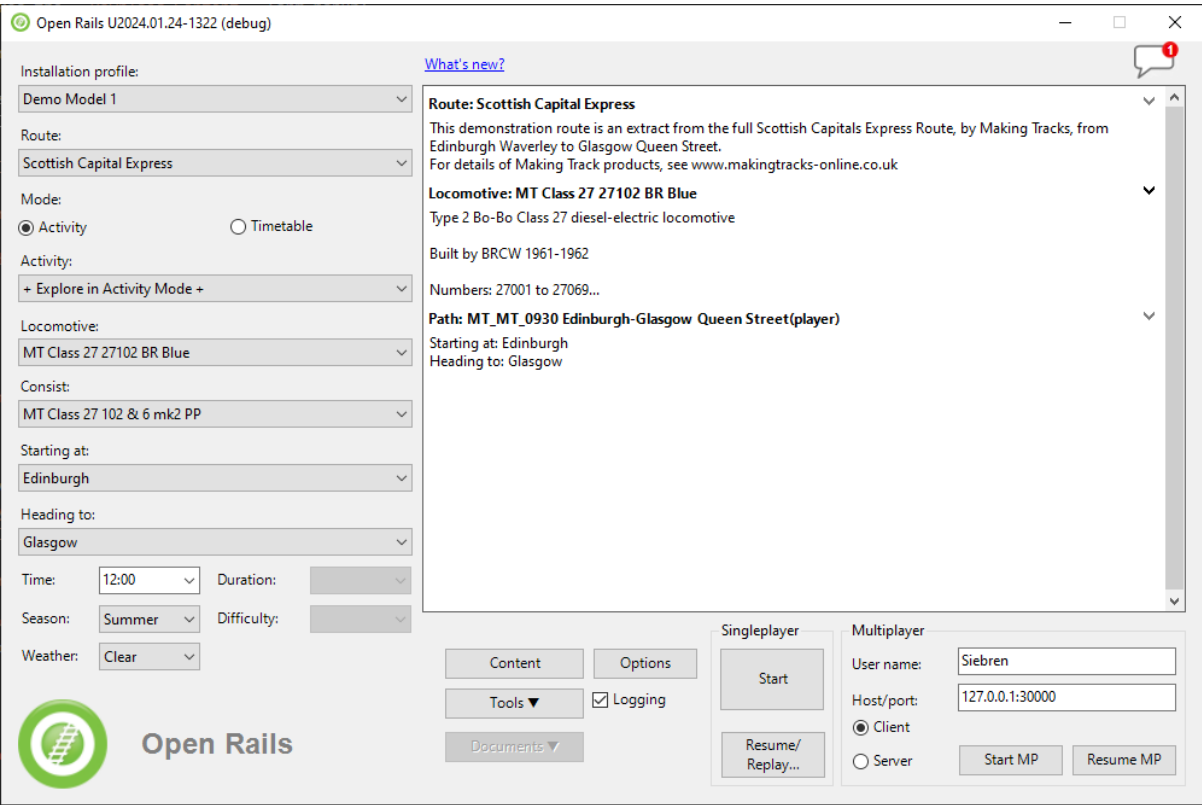 Open Rails U2024.01.24-1322 (debug)
Installation profile:
Demo Model 1
Route:
Scottish Capital Express
Mode:
Activity
Timetable
Activity:
+ Explore in Activity Mode +
Locomotive:
MT Class 27 27102 BR Blue
Consist:
MT Class 27 102 & 6 mk2 PP
Starting at:
Edinburgh
Heading to:
Glasgow
Time:
12:00
Duration:
Season:
Summer
Difficulty:
Weather:
Clear
Open Rails
What's new?
1
Route: Scottish Capital Express
This demonstration route is an extract from the full Scottish Capitals Express Route, by Making Tracks, from
Edinburgh Waverley to Glasgow Queen Street.
For details of Making Track products, see www.makingtracks-online.co.uk
Locomotive: MT Class 27 27102 BR Blue
Type 2 Bo-Bo Class 27 diesel-electric locomotive
Built by BRCW 1961-1962
Numbers: 27001 to 27069...
Path: MT_MT_0930 Edinburgh-Glasgow Queen Street(player)
Starting at: Edinburgh
Heading to: Glasgow
Content
Options
Tools ▼
Logging
Documents ▼
Singleplayer
Start
Resume/
Replay...
Multiplayer
User name:
Siebren
Host/port:
127.0.0.1:30000
Client
Server
Start MP
Resume MP